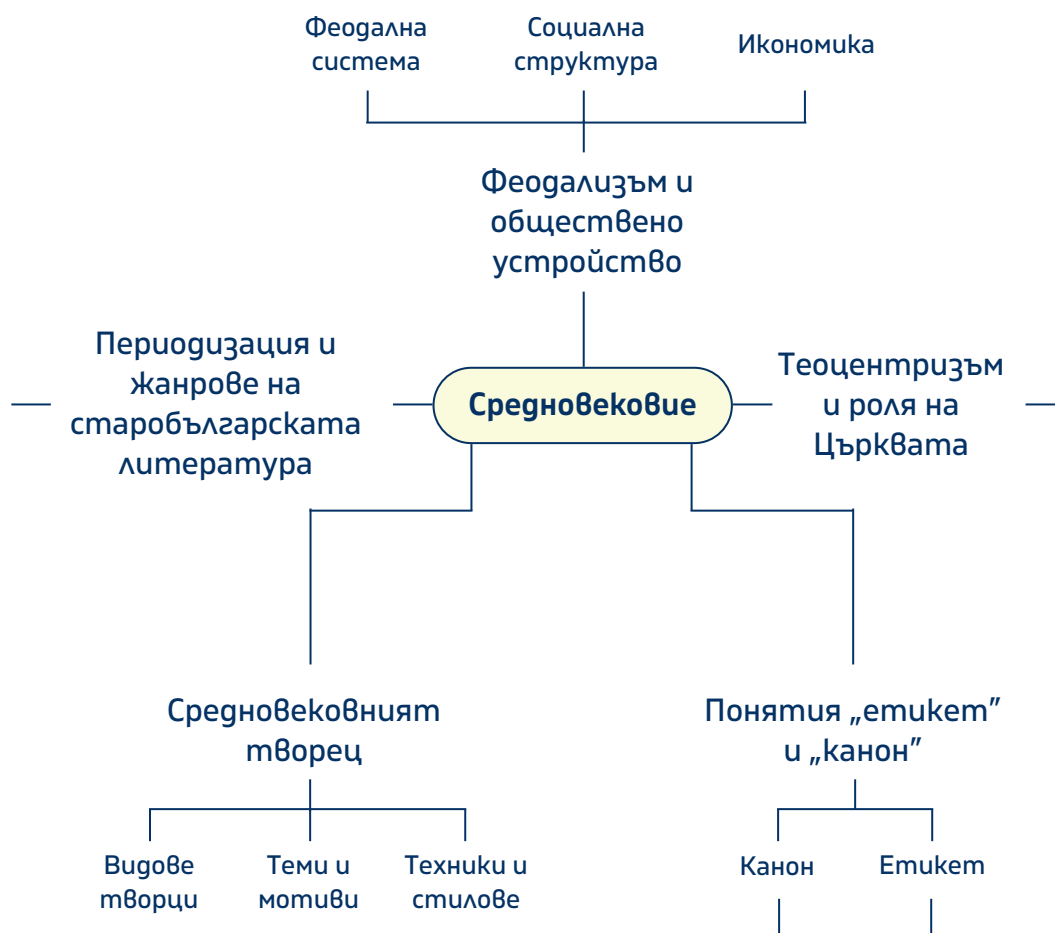 Феодална
система
Социална
структура
Икономика
Феодализъм и
обществено
устройство
Периодизация и
жанрове на
старобългарската
литература
Средновековие
Теоцентризъм
и роля на
Църквата
Средновековният
творец
Понятия „етикет”
и „канон”
Видове
творци
Теми и
мотиви
Техники и
стилове
Канон
Етикет